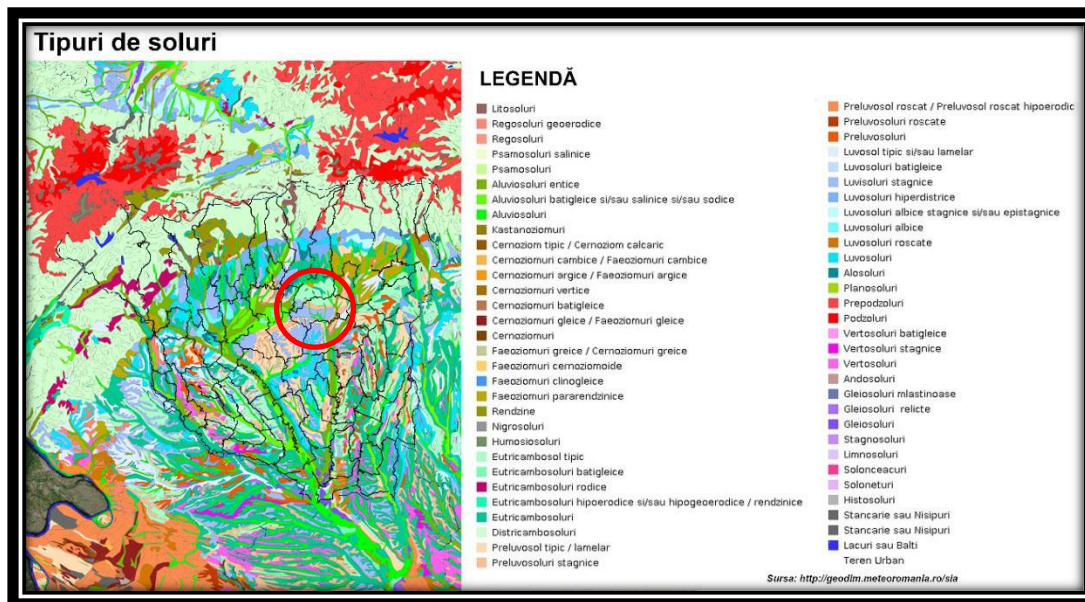 Tipuri de soluri
LEGENDĂ
Litosoluri
Regosoluri geoerodice
Regosoluri
Psamosoluri salinice
Psamosoluri
Aluviosoluri entice
Aluviosoluri batigleice si/sau salinice si/sau sodice
Aluviosoluri
Kastanoziomuri
Cernoziom tipic / Cernoziom calcaric
Cernoziomuri cambice / Faeoziomuri cambice
Cernoziomuri argice / Faeoziomuri argice
Cernoziomuri vertice
Cernoziomuri batigleice
Cernoziomuri gleice / Faeoziomuri gleice
Cernoziomuri
Faeoziomuri greice / Cernoziomuri greice
Faeoziomuri cernoziomoide
Faeoziomuri clinogleice
Faeoziomuri pararendzinice
Rendzine
Nigrosoluri
Humosiosoluri
Eutricambosol tipic
Eutricambosoluri batigleice
Eutricambosoluri rodice
Eutricambosoluri hipoerodice si/sau hipogeoerodice / rendzinice
Eutricambosoluri
Districambosoluri
Preluvosol tipic / lamelar
Preluvosoluri stagnice
Preluvosol roscat / Preluvosol roscat hipoerodic
Preluvosoluri roscate
Preluvosoluri
Luvosol tipic si/sau lamelar
Luvosoluri batigleice
Luvisoluri stagnice
Luvosoluri hiperdistrice
Luvosoluri albice stagnice si/sau epistagnice
Luvosoluri albice
Luvosoluri roscate
Luvosoluri
Alosoluri
Planosoluri
Prepodzoluri
Podzoluri
Vertosoluri batigleice
Vertosoluri stagnice
Vertosoluri
Andosoluri
Gleiosoluri mlastinoase
Gleiosoluri relicte
Gleiosoluri
Stagnosoluri
Limnosoluri
Solonceacuri
Soloneturi
Histosoluri
Stancarie sau Nisipuri
Stancarie sau Nisipuri
Lacuri sau Balti
Teren Urban
Sursa: http://geodim.meteoromania.ro/sia